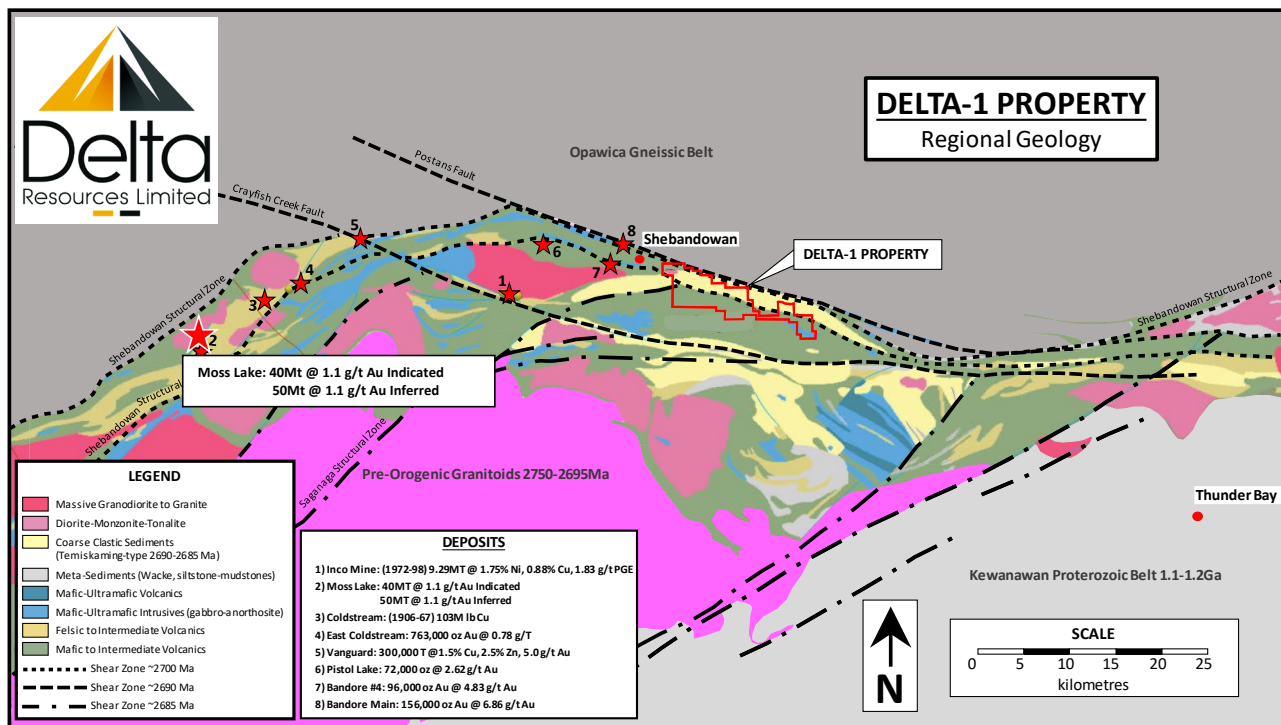 Delta
Resources Limited
DELTA-1 PROPERTY
Regional Geology
Opawica Gneissic Belt
Postans Fault
Crayfish Creek Fault
5
8
Shebandowan
6
7
DELTA-1 PROPERTY
4
1
3
2
Shebandowan Structural Zone
Shebandowan Structural Zone
Moss Lake: 40Mt @ 1.1 g/t Au Indicated
50Mt @ 1.1 g/t Au Inferred
Shebandowan Structural
Saganaga Structural Zone
Pre-Orogenic Granitoids 2750-2695Ma
Thunder Bay
Kewanawan Proterozoic Belt 1.1-1.2Ga
LEGEND
Massive Granodiorite to Granite
Diorite-Monzonite-Tonalite
Coarse Clastic Sediments
(Temiskaming-type 2690-2685 Ma)
Meta-Sediments (Wacke, siltstone-mudstones)
Mafic-Ultramafic Volcanics
Mafic-Ultramafic Intrusives (gabbro-anorthosite)
Felsic to Intermediate Volcanics
Mafic to Intermediate Volcanics
Shear Zone ~2700 Ma
Shear Zone ~2690 Ma
Shear Zone ~2685 Ma
DEPOSITS
1) Inco Mine: (1972-98) 9.29MT @ 1.75% Ni, 0.88% Cu, 1.83 g/t PGE
2) Moss Lake: 40MT @ 1.1 g/t Au Indicated
50MT @ 1.1 g/t Au Inferred
3) Coldstream: (1906-67) 103M lb Cu
4) East Coldstream: 763,000 oz Au @ 0.78 g/T
5) Vanguard: 300,000 T @1.5% Cu, 2.5% Zn, 5.0 g/t Au
6) Pistol Lake: 72,000 oz @ 2.62 g/t Au
7) Bandore #4: 96,000 oz Au @ 4.83 g/t Au
8) Bandore Main: 156,000 oz Au @ 6.86 g/t Au
N
SCALE
0 5 10 15 20 25
kilometres